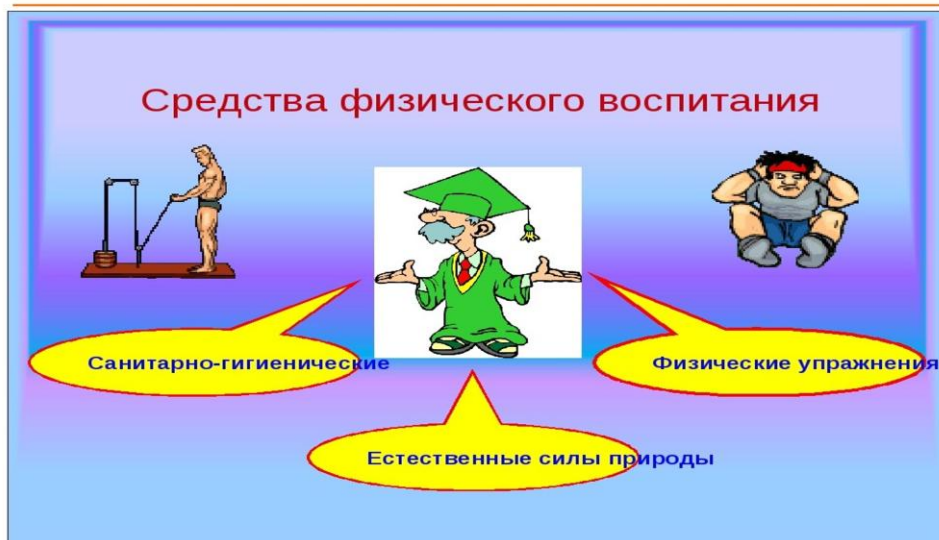 Средства физического воспитания
Санитарно-гигиенические
Физические упражнения
Естественные силы природы